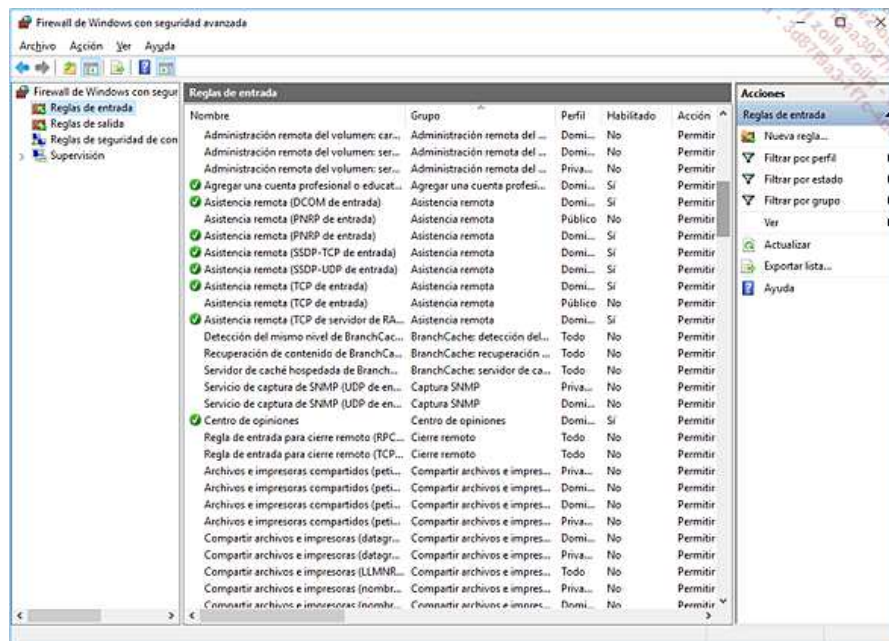 Firewall de Windows con seguridad avanzada
Archivo Acción Ver Ayuda
Firewall de Windows con segur
Reglas de entrada
Reglas de salida
Reglas de seguridad de con
Supervisión
Reglas de entrada
Nombre Grupo Perfil Habilitado Acción
Administración remota del volumen: car... Administración remota del ... Domi... No Permitir
Administración remota del volumen: ser... Administración remota del ... Domi... No Permitir
Administración remota del volumen: ser... Administración remota del ... Priva... No Permitir
Agregar una cuenta profesional o educat... Agregar una cuenta profesi... Domi... Sí Permitir
Asistencia remota (DCOM de entrada) Asistencia remota Domi... Sí Permitir
Asistencia remota (PNRP de entrada) Asistencia remota Público No Permitir
Asistencia remota (PNRP de entrada) Asistencia remota Domi... Sí Permitir
Asistencia remota (SSDP-TCP de entrada) Asistencia remota Domi... Sí Permitir
Asistencia remota (SSDP-UDP de entrada) Asistencia remota Domi... Sí Permitir
Asistencia remota (TCP de entrada) Asistencia remota Domi... Sí Permitir
Asistencia remota (TCP de entrada) Asistencia remota Público No Permitir
Asistencia remota (TCP de servidor de RA... Asistencia remota Domi... Sí Permitir
Detección del mismo nivel de BranchCac... BranchCache: detección del... Todo No Permitir
Recuperación de contenido de BranchCa... BranchCache: recuperación ... Todo No Permitir
Servidor de caché hospedada de Branch... BranchCache: servidor de ca... Todo No Permitir
Servicio de captura de SNMP (UDP de en... Captura SNMP Priva... No Permitir
Servicio de captura de SNMP (UDP de en... Captura SNMP Domi... No Permitir
Centro de opiniones Centro de opiniones Domi... Sí Permitir
Regla de entrada para cierre remoto (RPC... Cierre remoto Todo No Permitir
Regla de entrada para cierre remoto (TCP... Cierre remoto Todo No Permitir
Archivos e impresoras compartidos (peti... Compartir archivos e impres... Priva... No Permitir
Archivos e impresoras compartidos (peti... Compartir archivos e impres... Domi... No Permitir
Archivos e impresoras compartidos (peti... Compartir archivos e impres... Domi... No Permitir
Archivos e impresoras compartidos (peti... Compartir archivos e impres... Priva... No Permitir
Compartir archivos e impresoras (datagr... Compartir archivos e impres... Domi... No Permitir
Compartir archivos e impresoras (datagr... Compartir archivos e impres... Priva... No Permitir
Compartir archivos e impresoras (LLMNR... Compartir archivos e impres... Todo No Permitir
Compartir archivos e impresoras (nombr... Compartir archivos e impres... Priva... No Permitir
Compartir archivos e impresoras (nombr... Compartir archivos e impres... Domi... No Permitir
Acciones
Reglas de entrada
Nueva regla...
Filtrar por perfil
Filtrar por estado
Filtrar por grupo
Ver
Actualizar
Exportar lista...
Ayuda